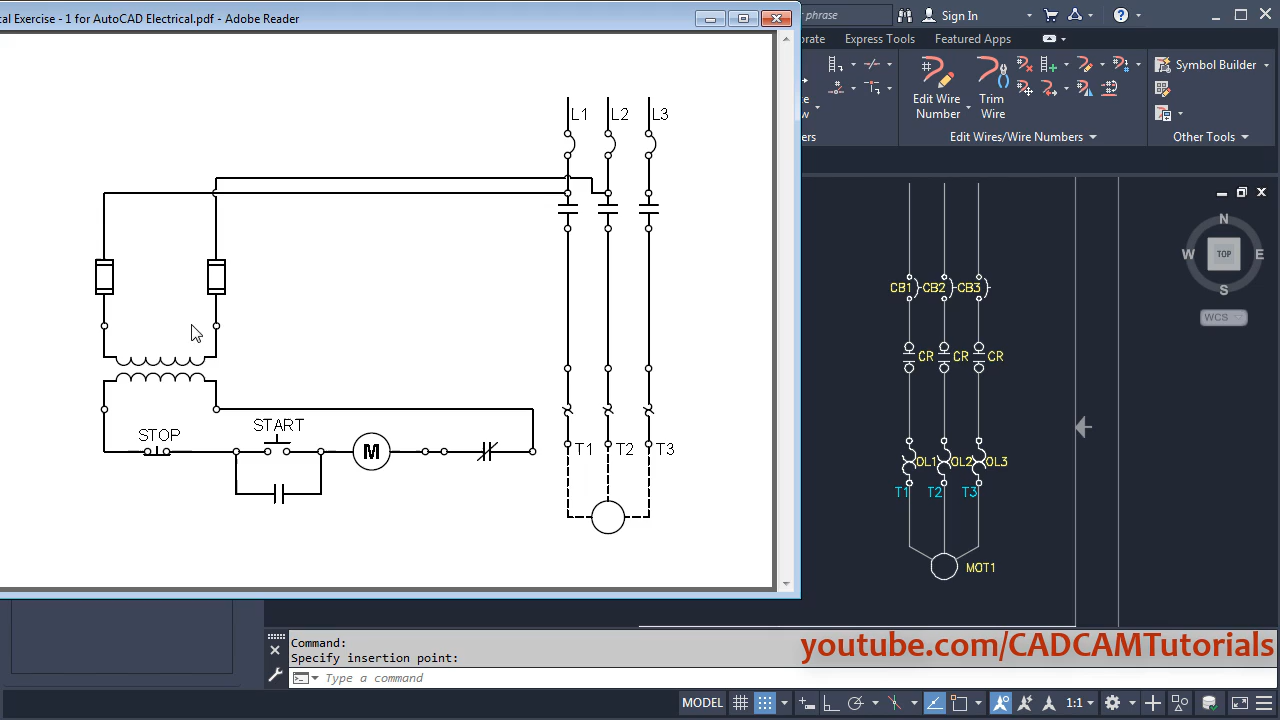 cal Exercise - 1 for AutoCAD Electrical.pdf - Adobe Reader
phrase
Sign In
Express Tools
Featured Apps
Edit Wire
Number
Trim
Wire
Symbol Builder
Edit Wires/Wire Numbers
Other Tools
L1 L2 L3
STOP
START
M
T1 T2 T3
CB1 CB2 CB3
CR CR CR
OL1 OL2 OL3
T1 T2 T3
MOT1
N
W TOP E
S
WCS
Command:
Specify insertion point:
Type a command
youtube.com/CADCAMTutorials
MODEL
1:1